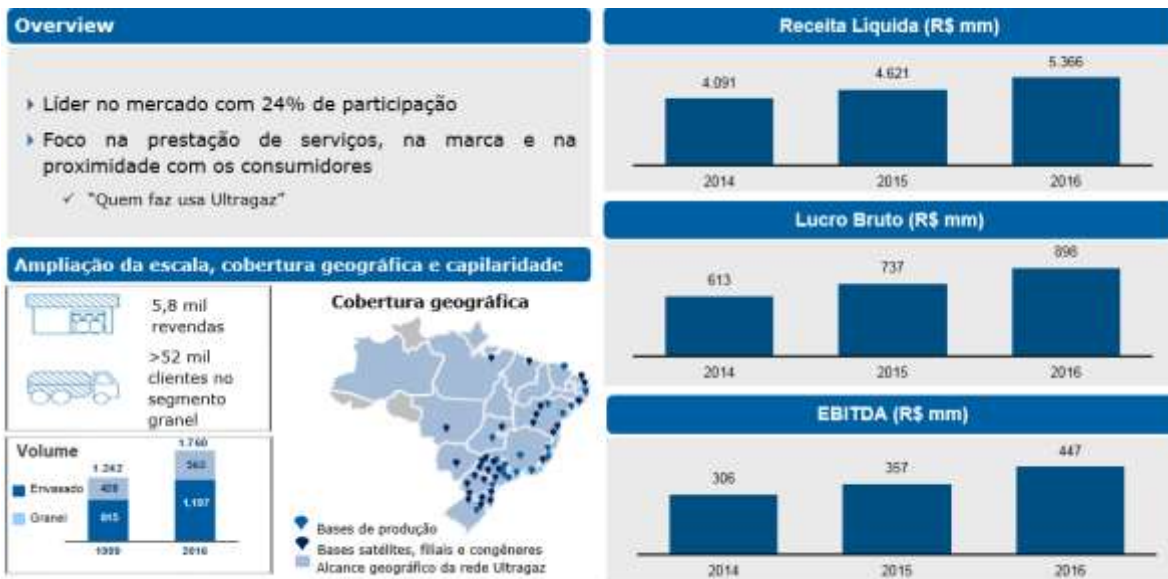 Overview
Líder no mercado com 24% de participação
Foco na prestação de serviços, na marca e na
proximidade com os consumidores
✓ "Quem faz usa Ultragaz"
Ampliação da escala, cobertura geográfica e capilaridade
5,8 mil
revendas
>52 mil
clientes no
segmento
granel
Volume
Envasado
Granel
1.242
815
1999
1.760
1.197
2016
Cobertura geográfica
Bases de produção
Bases satélites, filiais e congêneres
Alcance geográfico da rede Ultragaz
Receita Liquida (R$ mm)
4.091
4.621
5.366
2014
2015
2016
Lucro Bruto (R$ mm)
613
737
898
2014
2015
2016
EBITDA (R$ mm)
306
357
447
2014
2015
2016